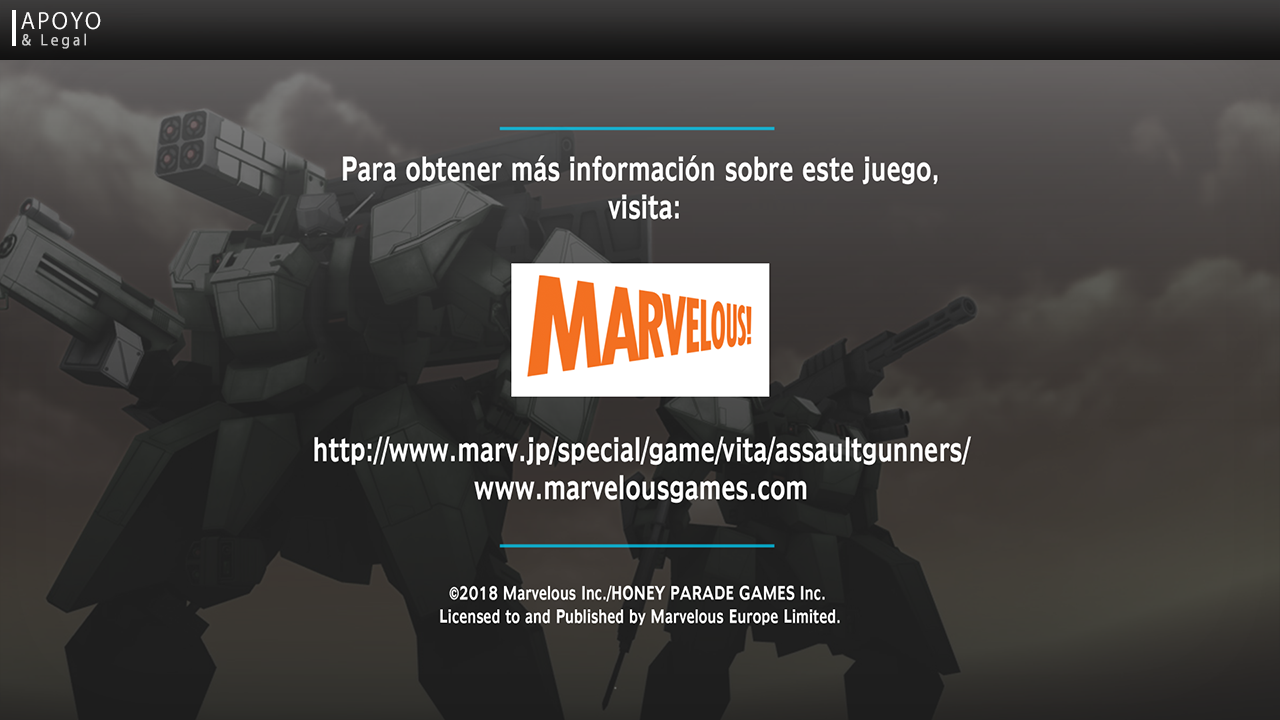 APOYO
& Legal
Para obtener más información sobre este juego,
visita:
MARVELOUS!
http://www.marv.jp/special/game/vita/assaultgunners/
www.marvelousgames.com
©2018 Marvelous Inc./HONEY PARADE GAMES Inc.
Licensed to and Published by Marvelous Europe Limited.